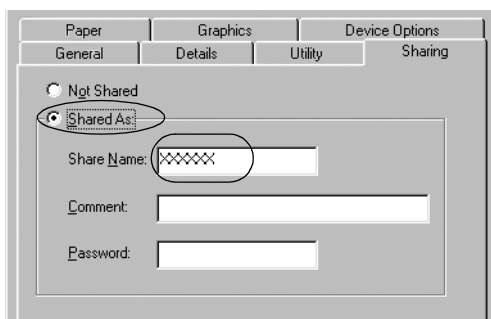 Paper Graphics Device Options
General Details Utility Sharing
Not Shared
Shared As:
Share Name: XXXXXX
Comment:
Password: